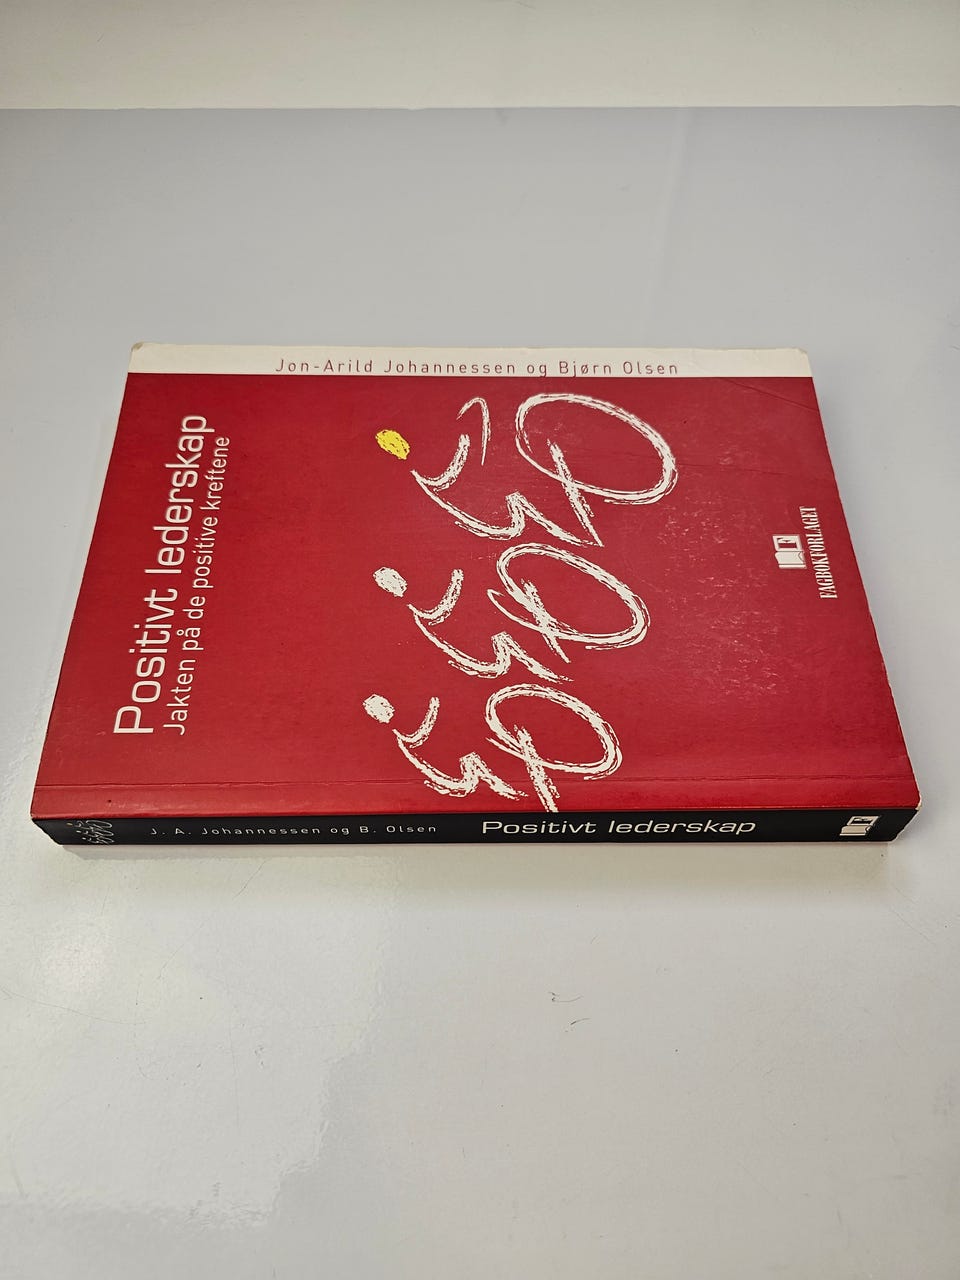 Jon-Arild Johannessen og Bjørn Olsen
Positivt lederskap
Jakten på de positive kreftene
F
FAGBOKFORLAGET
J. A. Johannessen og B. Olsen
Positivt lederskap
F